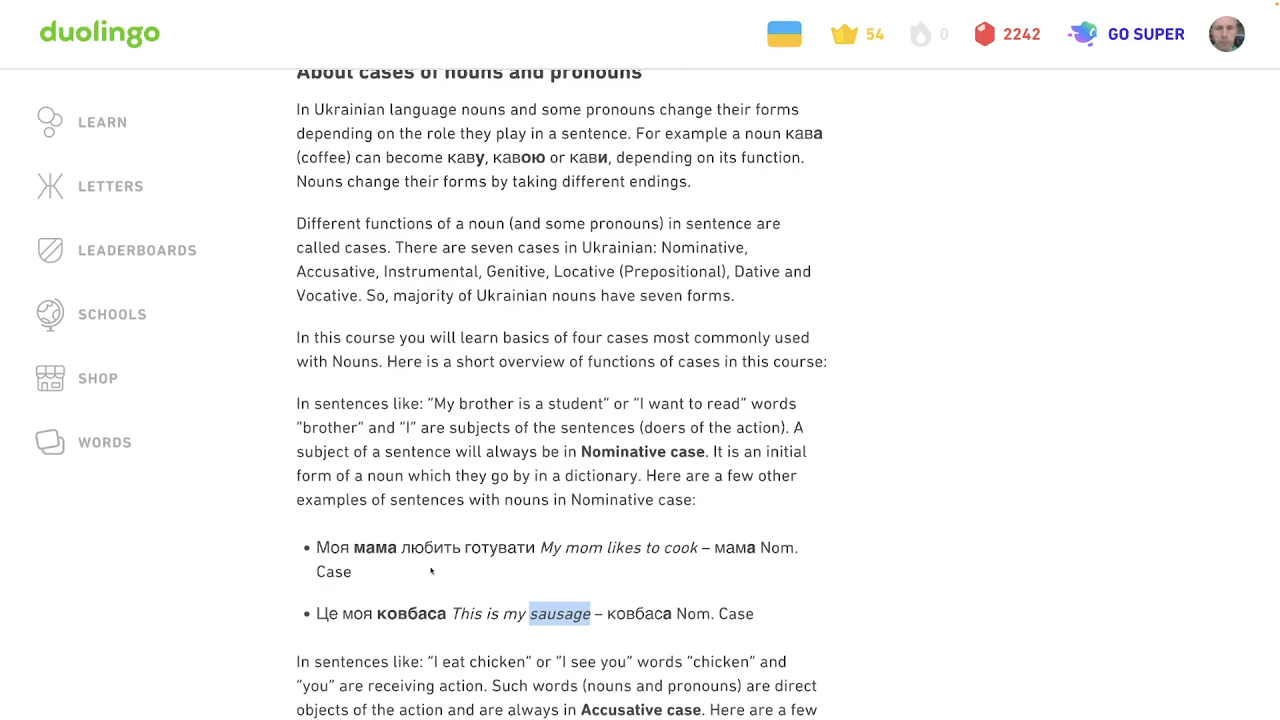 duolingo
54
0
2242
GO SUPER
LEARN
LETTERS
LEADERBOARDS
SCHOOLS
SHOP
WORDS
About cases of nouns and pronouns
In Ukrainian language nouns and some pronouns change their forms
depending on the role they play in a sentence. For example a noun кава
(coffee) can become каву, кавою or кави, depending on its function.
Nouns change their forms by taking different endings.
Different functions of a noun (and some pronouns) in sentence are
called cases. There are seven cases in Ukrainian: Nominative,
Accusative, Instrumental, Genitive, Locative (Prepositional), Dative and
Vocative. So, majority of Ukrainian nouns have seven forms.
In this course you will learn basics of four cases most commonly used
with Nouns. Here is a short overview of functions of cases in this course:
In sentences like: “My brother is a student” or “I want to read” words
“brother” and “I” are subjects of the sentences (doers of the action). A
subject of a sentence will always be in Nominative case. It is an initial
form of a noun which they go by in a dictionary. Here are a few other
examples of sentences with nouns in Nominative case:
• Моя мама любить готувати My mom likes to cook – мама Nom.
Case
• Це моя ковбаса This is my sausage – ковбаса Nom. Case
In sentences like: “I eat chicken” or “I see you” words “chicken” and
“you” are receiving action. Such words (nouns and pronouns) are direct
objects of the action and are always in Accusative case. Here are a few